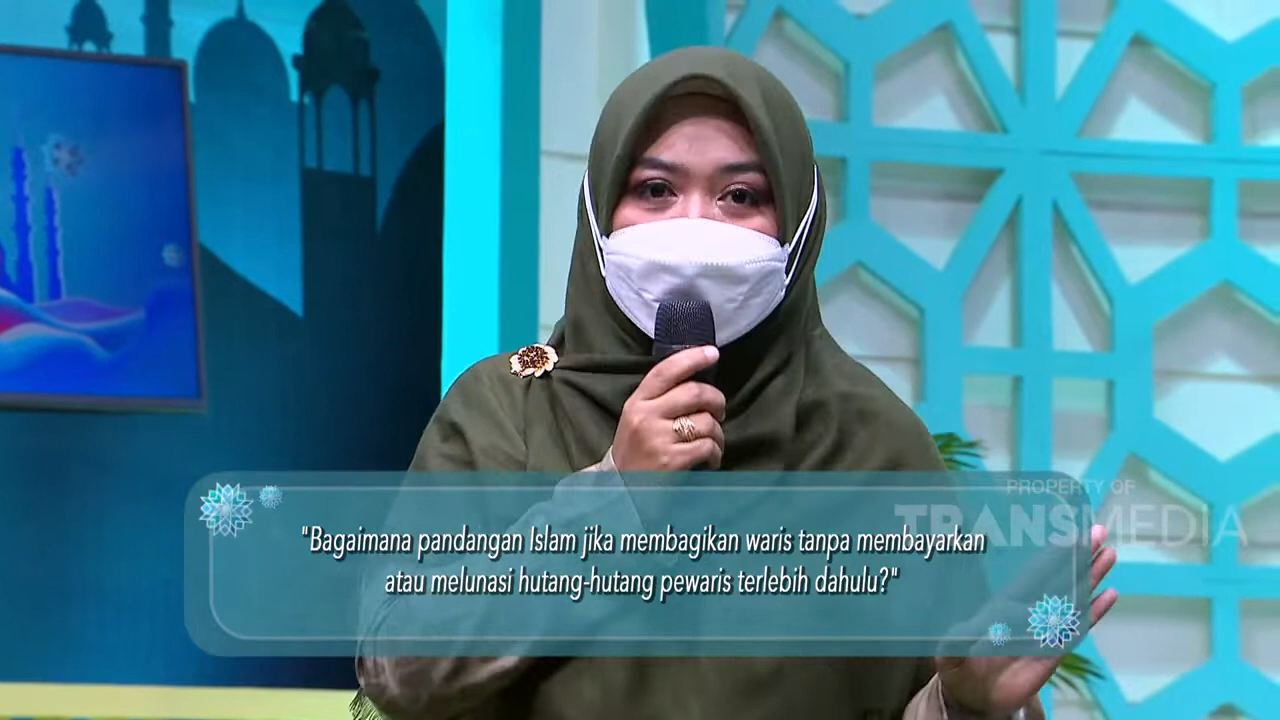 PROPERTY OF
TRANSMEDIA
"Bagaimana pandangan Islam jika membagikan waris tanpa membayarkan
atau melunasi hutang-hutang pewaris terlebih dahulu?"